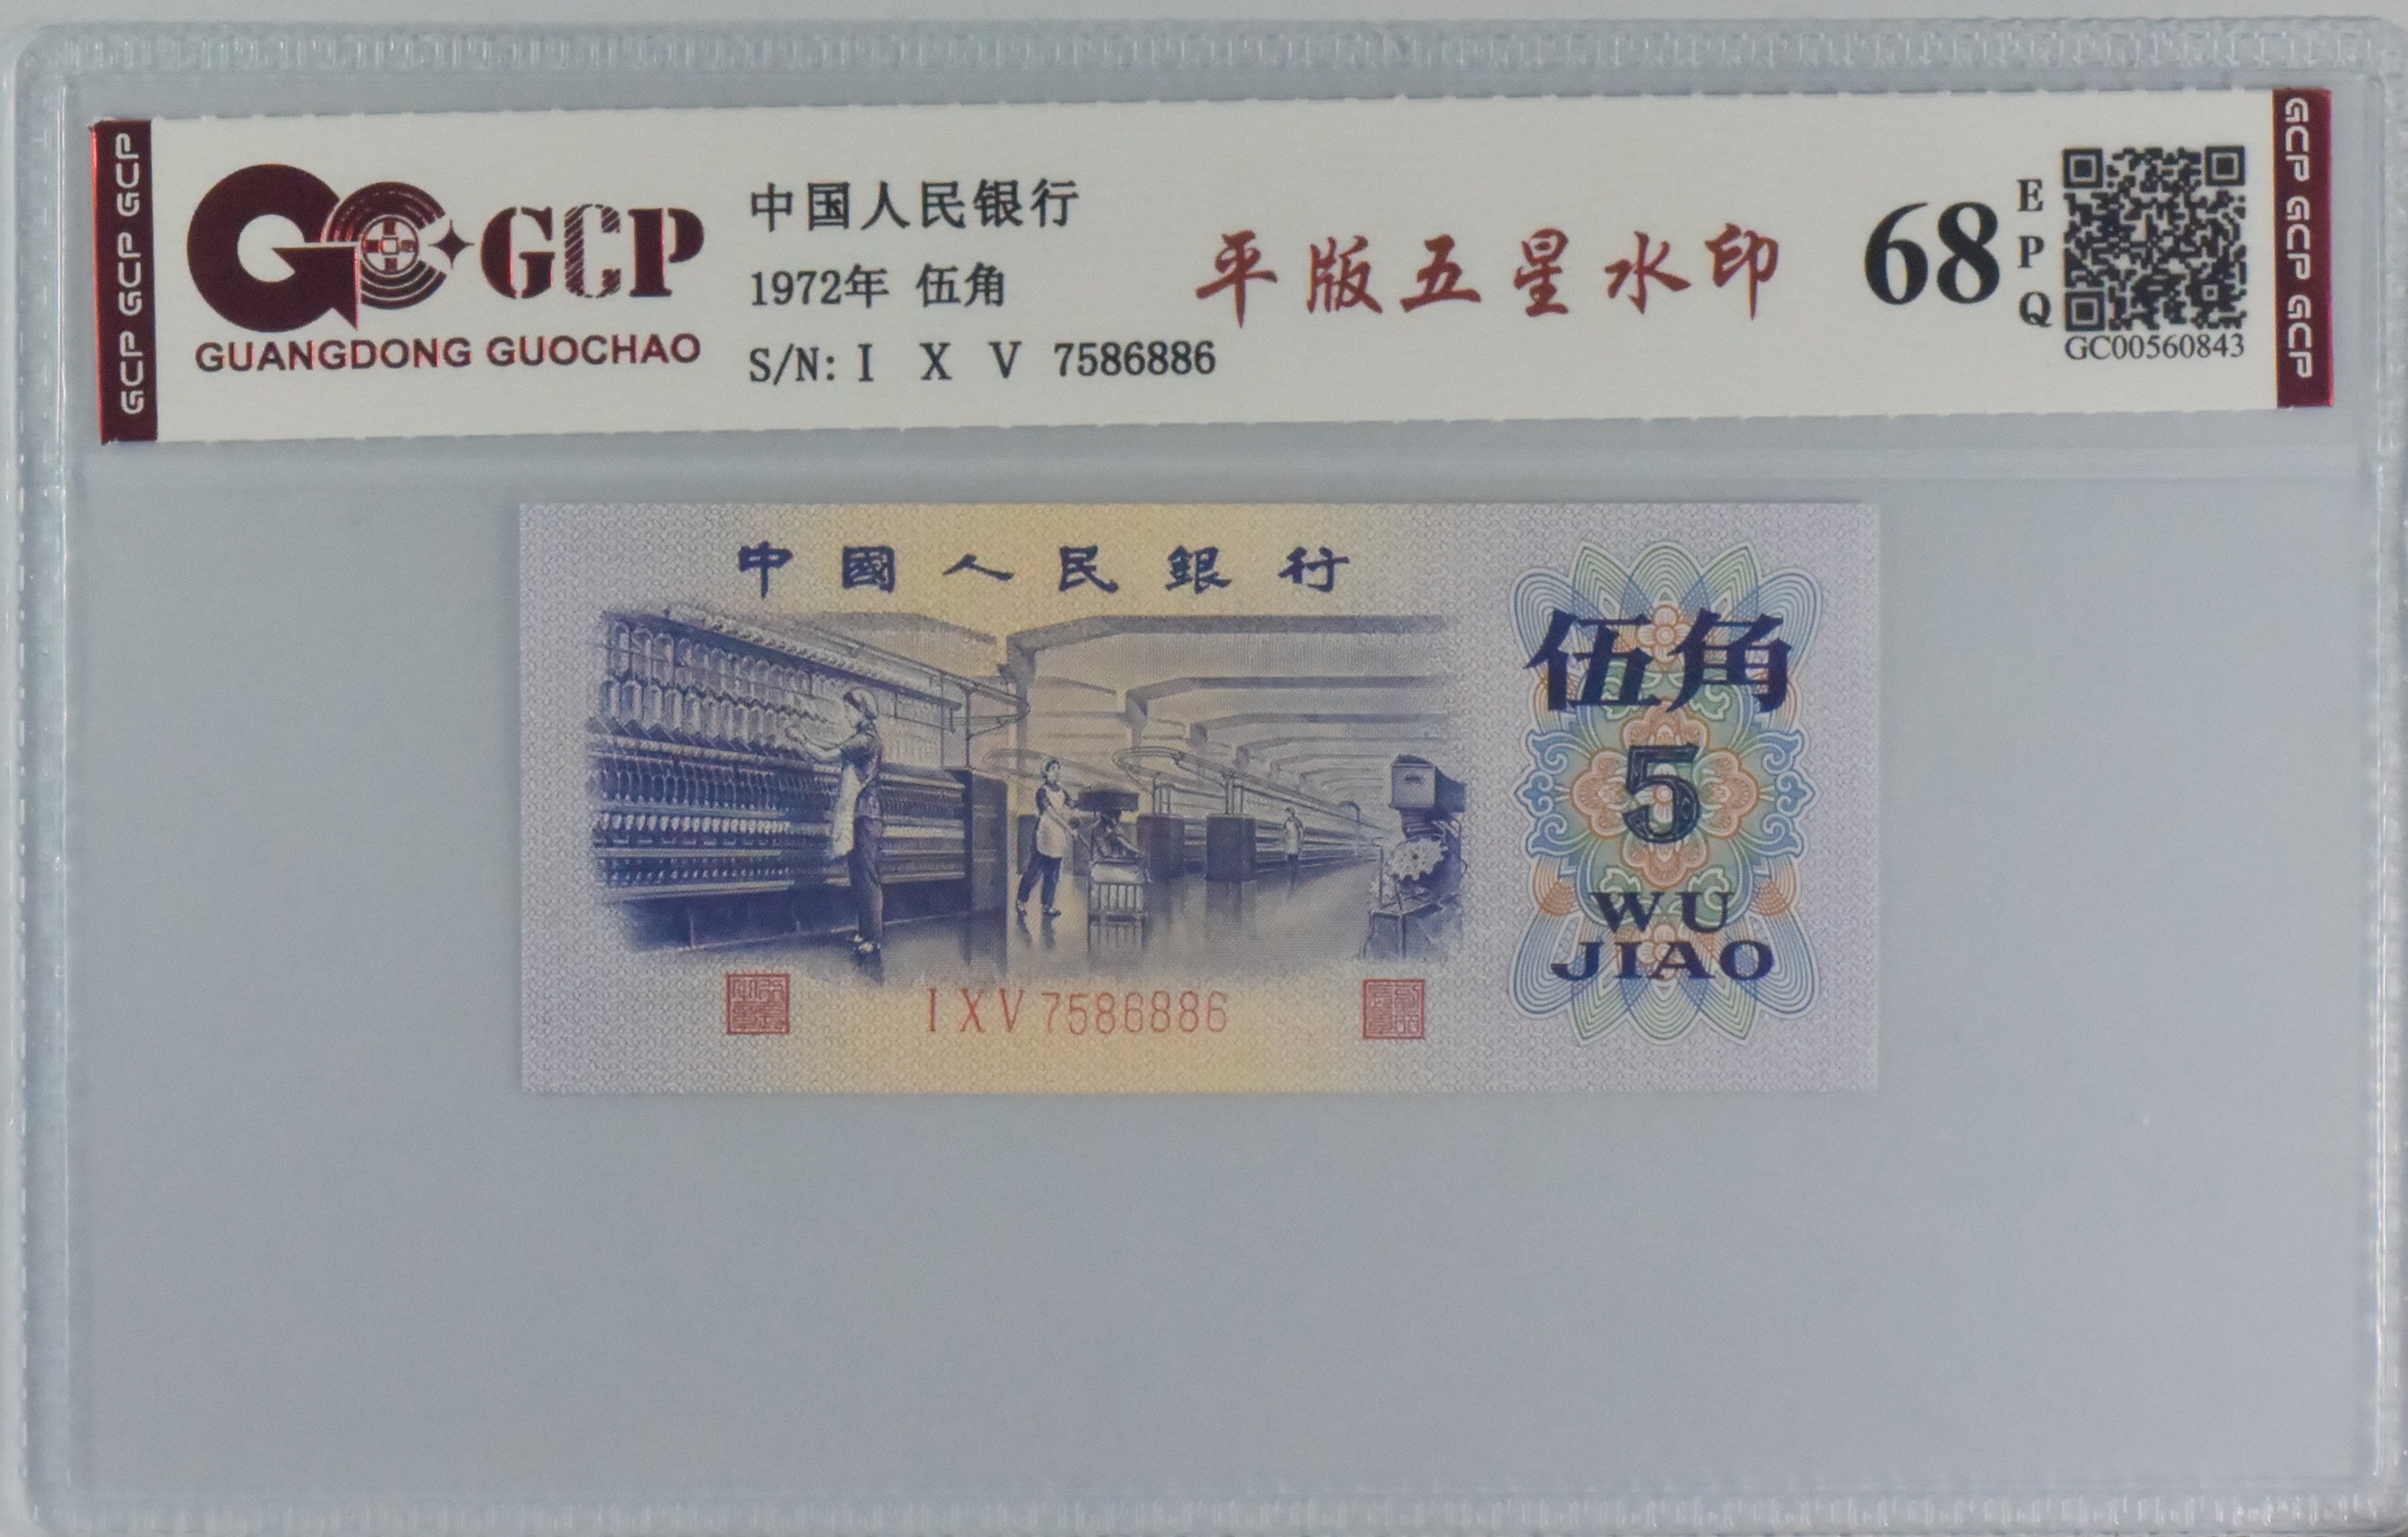 GCP GCP GCP
GCP
GUANGDONG GUOCHAO
中国人民银行
1972年 伍角
S/N: I X V 7586886
平版五星水印
68
EPQ
GC00560843
GCP GCP GCP
中國人民銀行
伍角
5
WU
JIAO
I X V 7586886